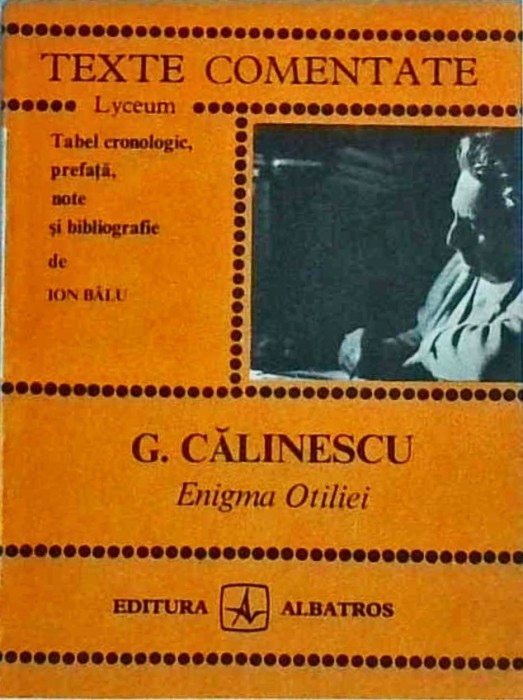 TEXTE COMENTATE
Lyceum
Tabel cronologic,
prefață,
note
și bibliografie
de
ION BĂLU
G. CĂLINESCU
Enigma Otiliei
EDITURA ALBATROS